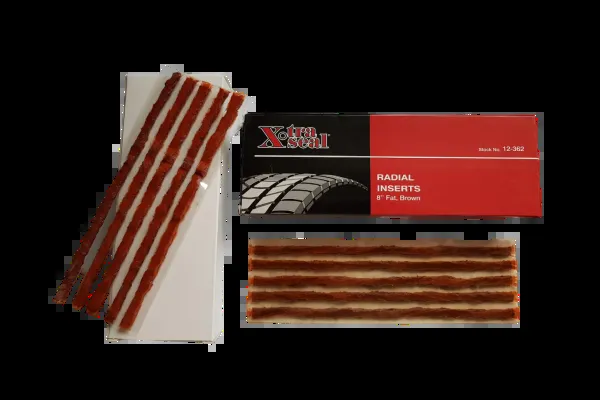 Xtra
seal
Stock No. 12-362
RADIAL
INSERTS
8" Fat, Brown